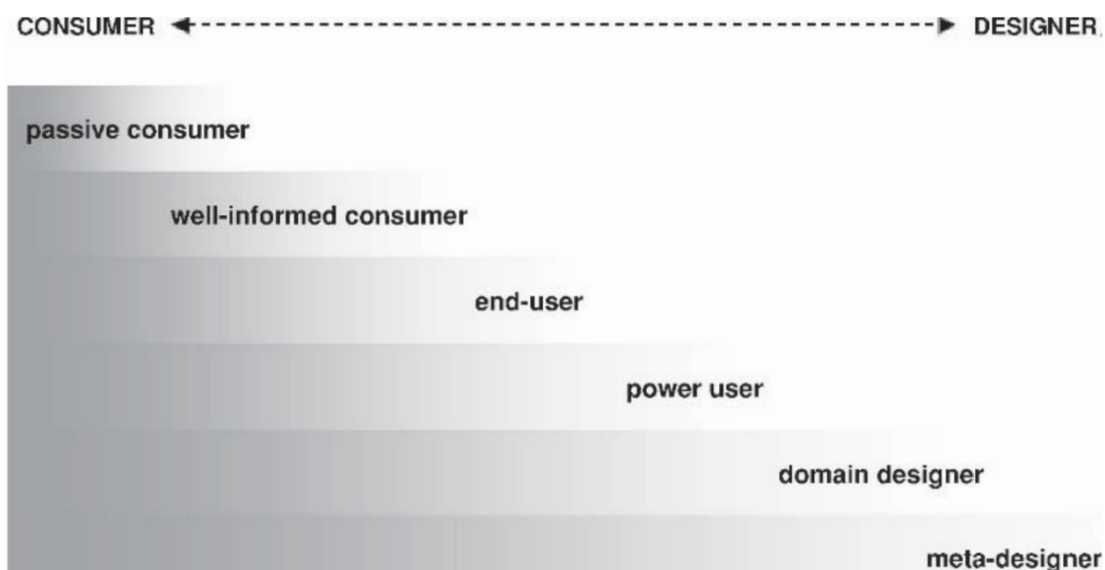 CONSUMER DESIGNER
passive consumer
well-informed consumer
end-user
power user
domain designer
meta-designer